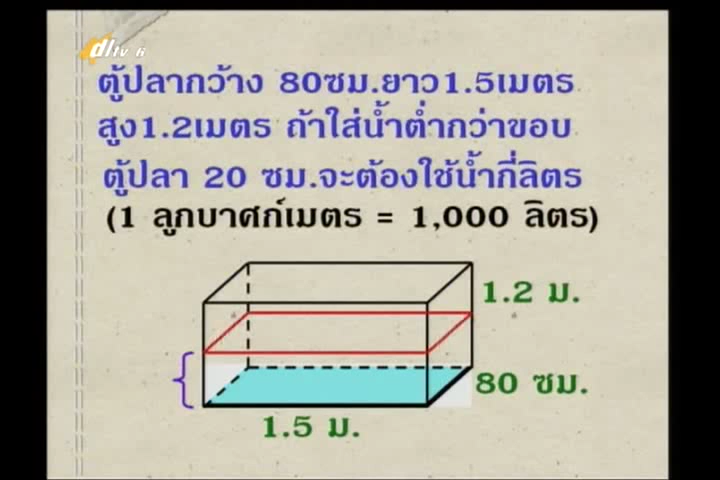 dltv 6
ตู้ปลากว้าง 80ซม.ยาว1.5เมตร
สูง1.2เมตร ถ้าใส่น้ำต่ำกว่าขอบ
ตู้ปลา 20 ซม.จะต้องใช้น้ำกี่ลิตร
(1 ลูกบาศก์เมตร = 1,000 ลิตร)
1.2 ม.
80 ซม.
1.5 ม.